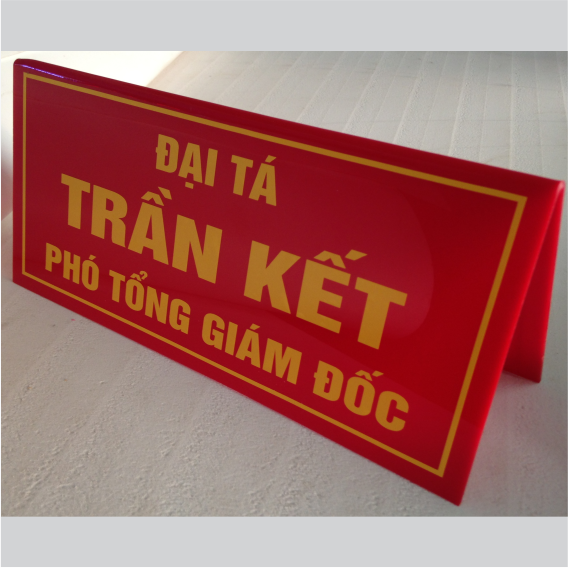 ĐẠI TÁ
TRẦN KẾT
PHÓ TỔNG GIÁM ĐỐC